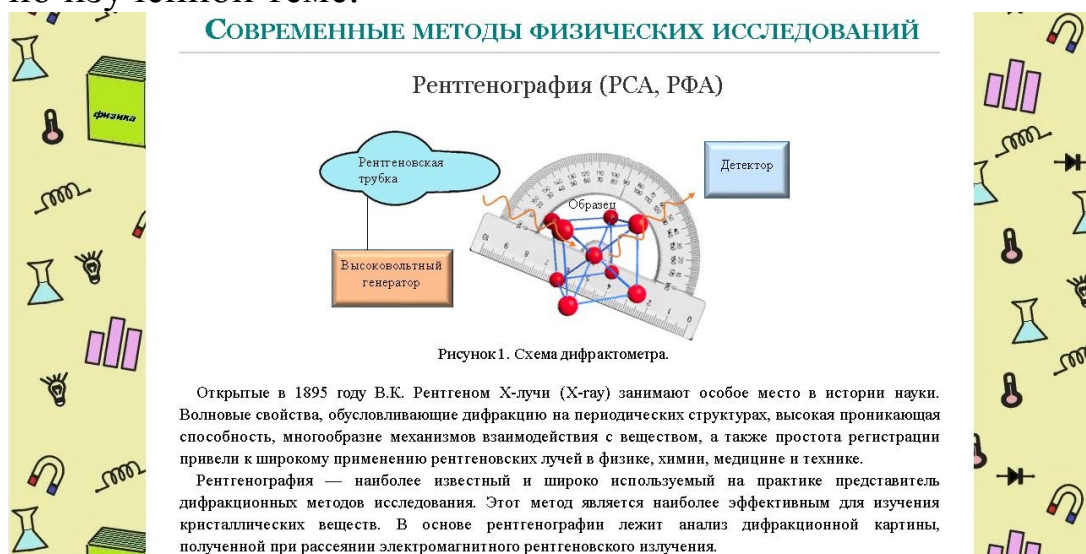 по изученной теме.
СОВРЕМЕННЫЕ МЕТОДЫ ФИЗИЧЕСКИХ ИССЛЕДОВАНИЙ
Рентгенография (РСА, РФА)
физика
Рентгеновская
трубка
Детектор
Образец
Высоковольтный
генератор
Рисунок 1. Схема дифрактометра.
Открытые в 1895 году В.К. Рентгеном Х-лучи (X-ray) занимают особое место в истории науки.
Волновые свойства, обусловливающие дифракцию на периодических структурах, высокая проникающая
способность, многообразие механизмов взаимодействия с веществом, а также простота регистрации
привели к широкому применению рентгеновских лучей в физике, химии, медицине и технике.
Рентгенография — наиболее известный и широко используемый на практике представитель
дифракционных методов исследования. Этот метод является наиболее эффективным для изучения
кристаллических веществ. В основе рентгенографии лежит анализ дифракционной картины,
полученной при рассеянии электромагнитного рентгеновского излучения.